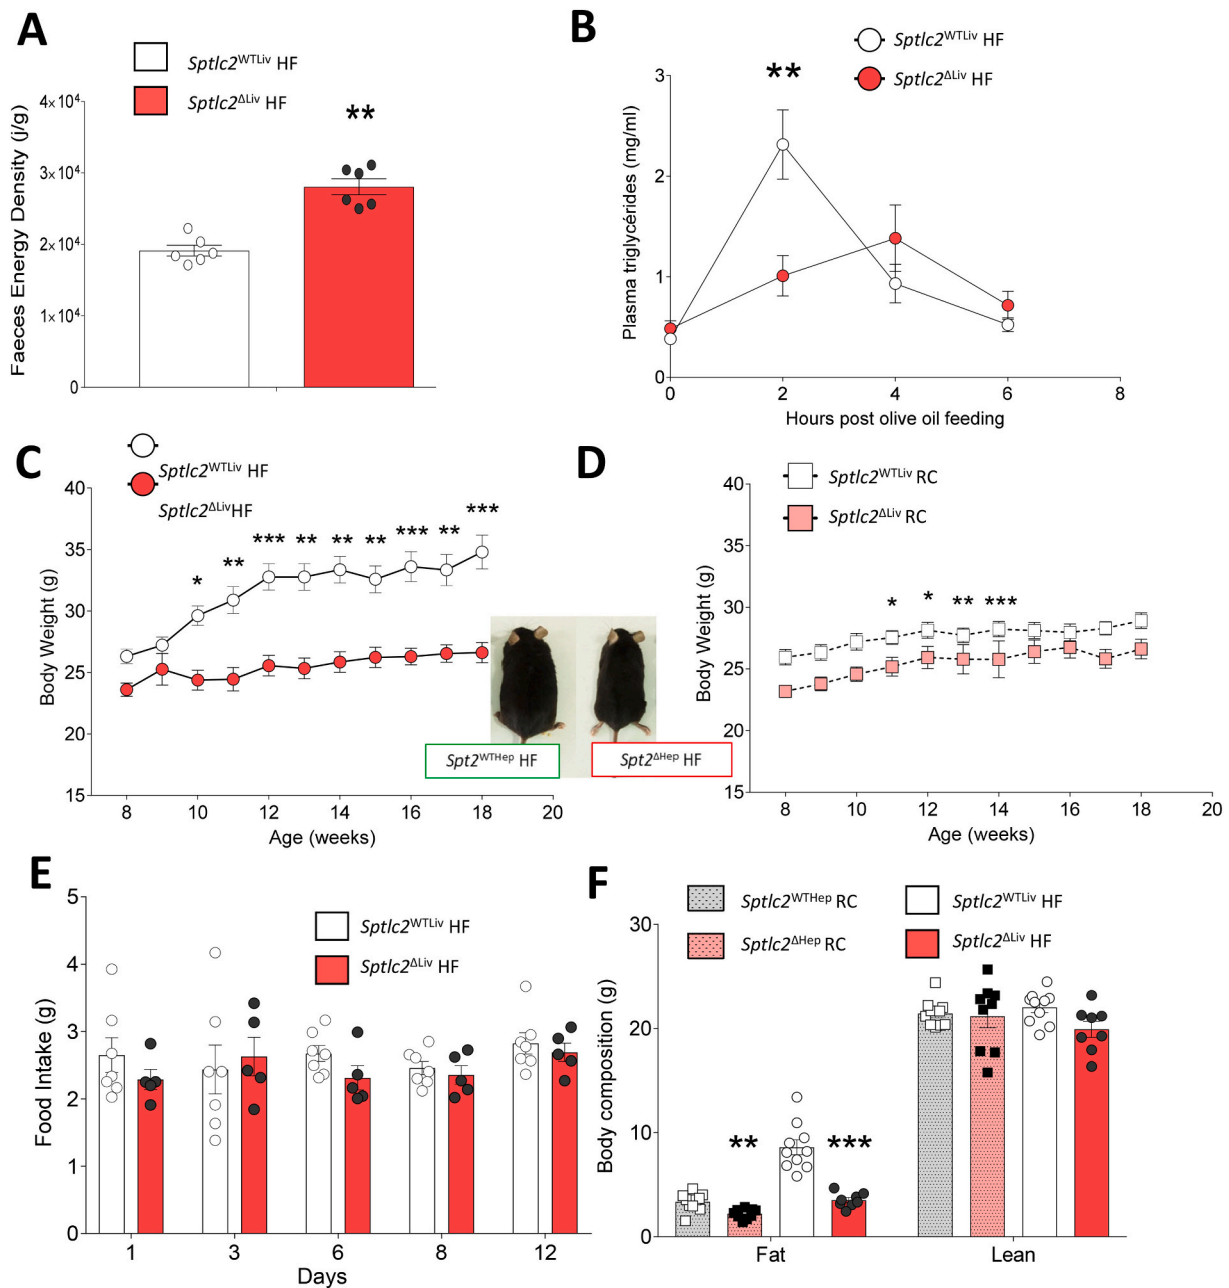 A
Sptlc2WTLiv HF
Sptlc2ΔLiv HF
Faeces Energy Density (j/g)
4×10⁴
3×10⁴
2×10⁴
1×10⁴
0
**
B
Sptlc2WTLiv HF
Sptlc2ΔLiv HF
Plasma triglycérides (mg/ml)
3
2
1
0
**
0 2 4 6 8
Hours post olive oil feeding
C
Sptlc2WTLiv HF
Sptlc2ΔLivHF
Body Weight (g)
40
35
30
25
20
15
* ** *** ** ** ** *** ** ***
8 10 12 14 16 18 20
Age (weeks)
Spt2WTHep HF
Spt2ΔHep HF
D
Sptlc2WTLiv RC
Sptlc2ΔLiv RC
Body Weight (g)
40
35
30
25
20
15
* * ** ***
8 10 12 14 16 18 20
Age (weeks)
E
Sptlc2WTLiv HF
Sptlc2ΔLiv HF
Food Intake (g)
5
4
3
2
1
0
1 3 6 8 12
Days
F
Sptlc2WTHep RC
Sptlc2ΔHep RC
Sptlc2WTLiv HF
Sptlc2ΔLiv HF
Body composition (g)
30
20
10
0
** ***
Fat Lean